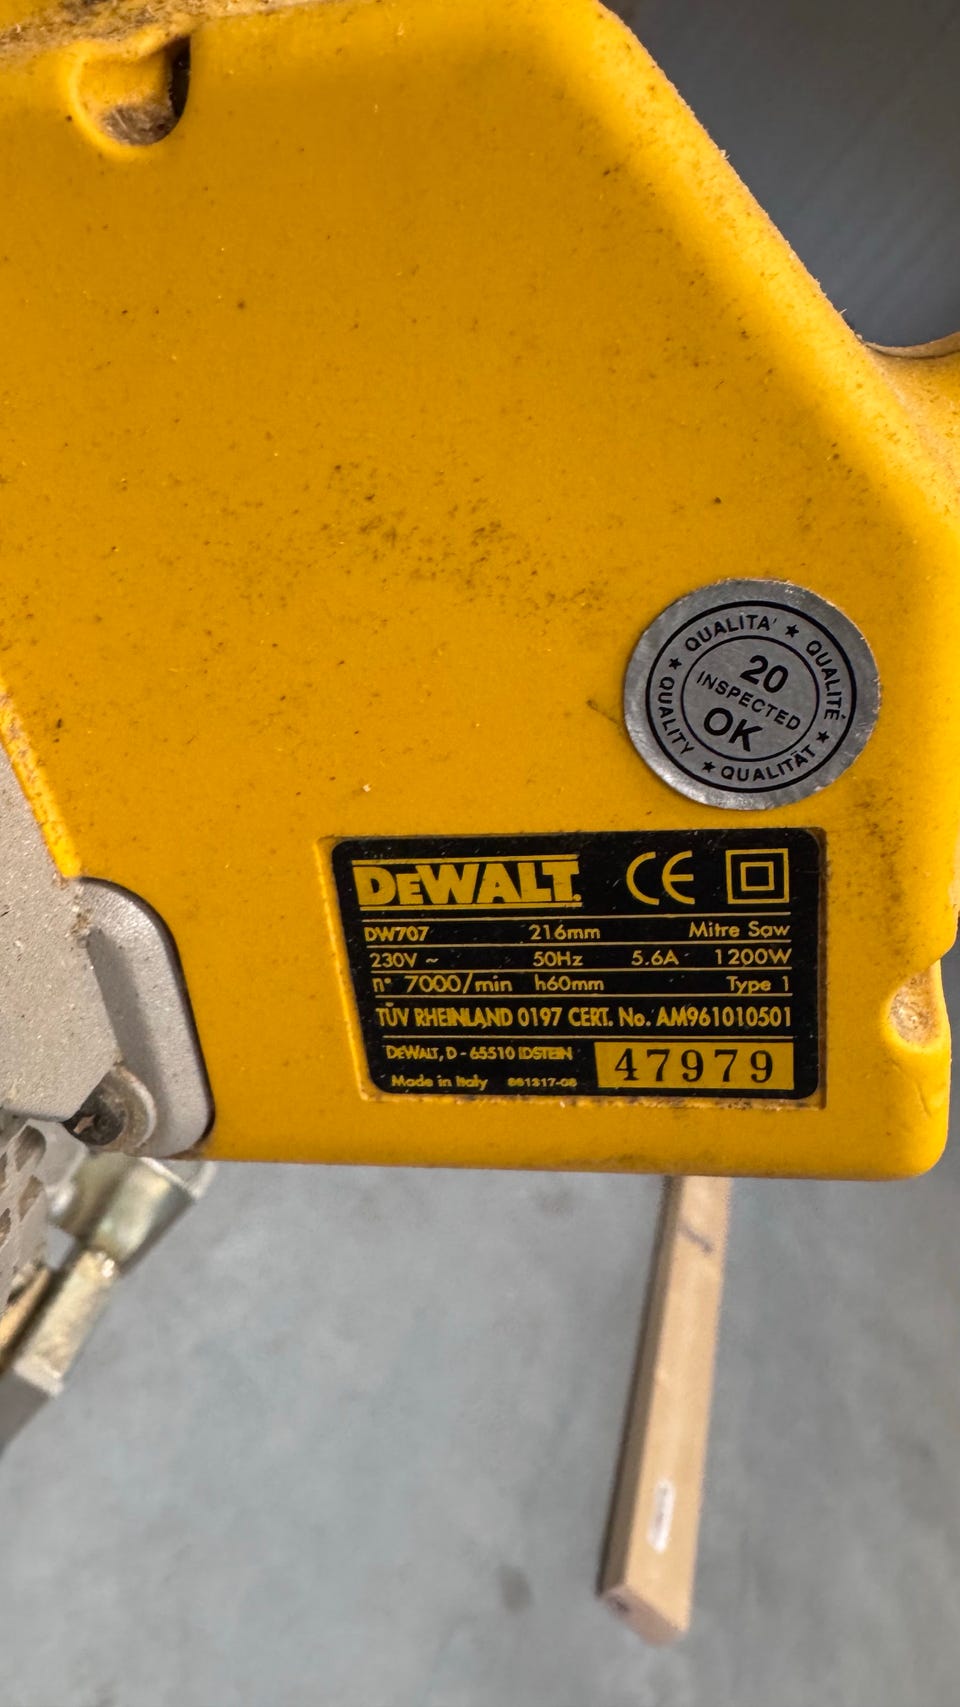 QUALITA' ★ QUALITÉ ★ QUALITÄT ★ QUALITY ★
20
INSPECTED
OK
DEWALT. CE
DW707 216mm Mitre Saw
230V ~ 50Hz 5.6A 1200W
n° 7000/min h60mm Type 1
TÜV RHEINLAND 0197 CERT. No. AM961010501
DEWALT, D - 65510 IDSTEIN
47979
Made in Italy